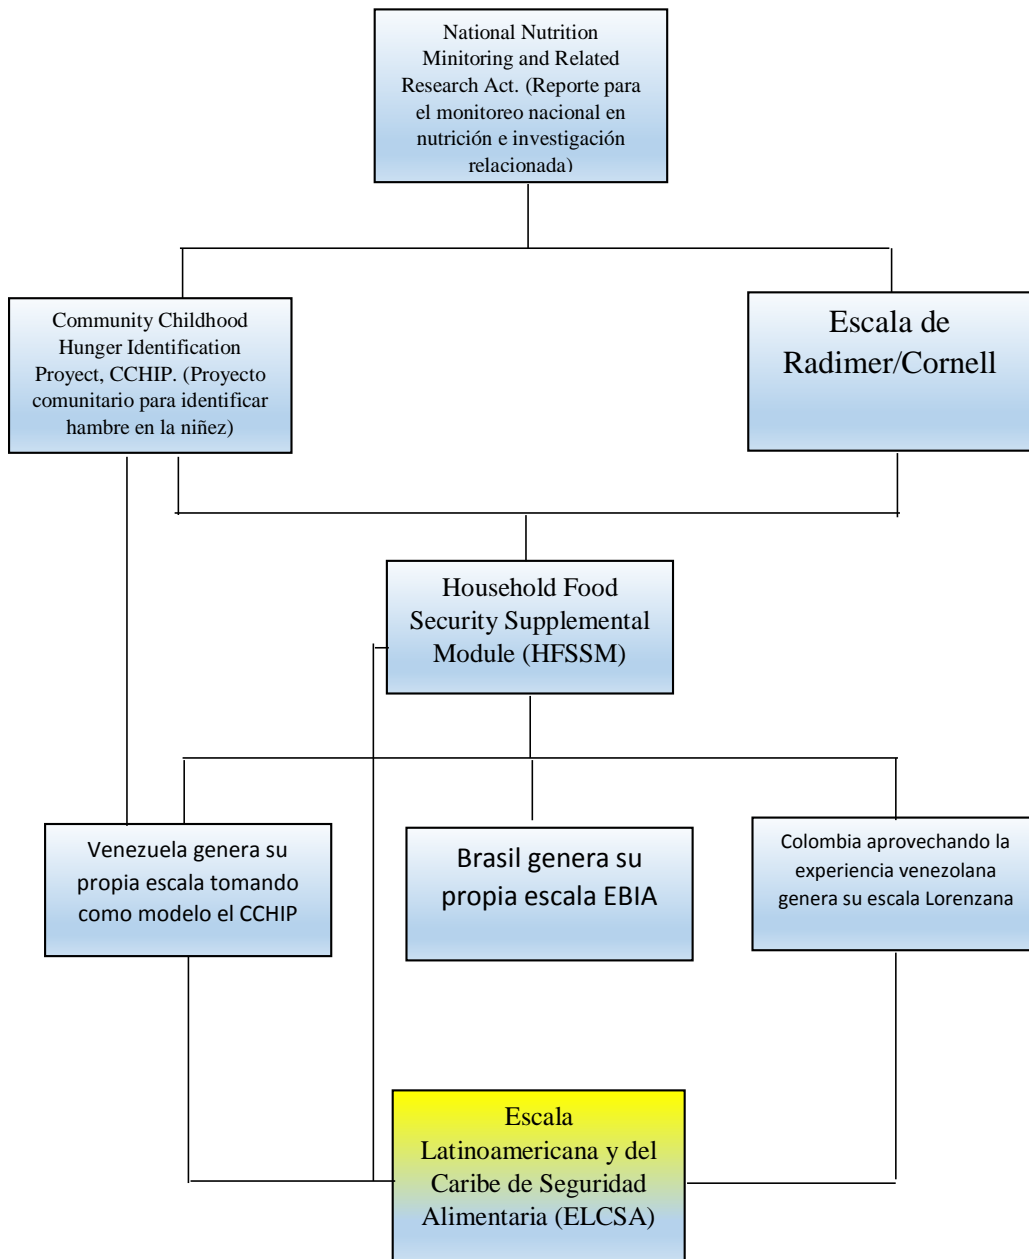 National Nutrition
Minitoring and Related
Research Act. (Reporte para
el monitoreo nacional en
nutrición e investigación
relacionada)
Community Childhood
Hunger Identification
Proyect, CCHIP. (Proyecto
comunitario para identificar
hambre en la niñez)
Escala de
Radimer/Cornell
Household Food
Security Supplemental
Module (HFSSM)
Venezuela genera su
propia escala tomando
como modelo el CCHIP
Brasil genera su
propia escala EBIA
Colombia aprovechando la
experiencia venezolana
genera su escala Lorenzana
Escala
Latinoamericana y del
Caribe de Seguridad
Alimentaria (ELCSA)